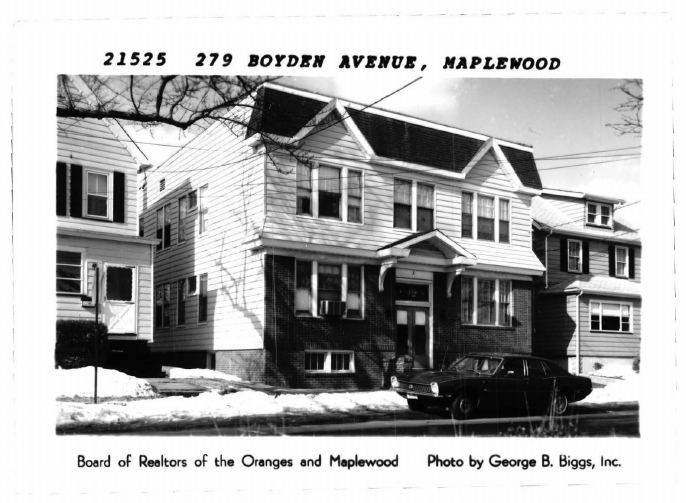 21525 279 BOYDEN AVENUE, MAPLEWOOD
Board of Realtors of the Oranges and Maplewood Photo by George B. Biggs, Inc.